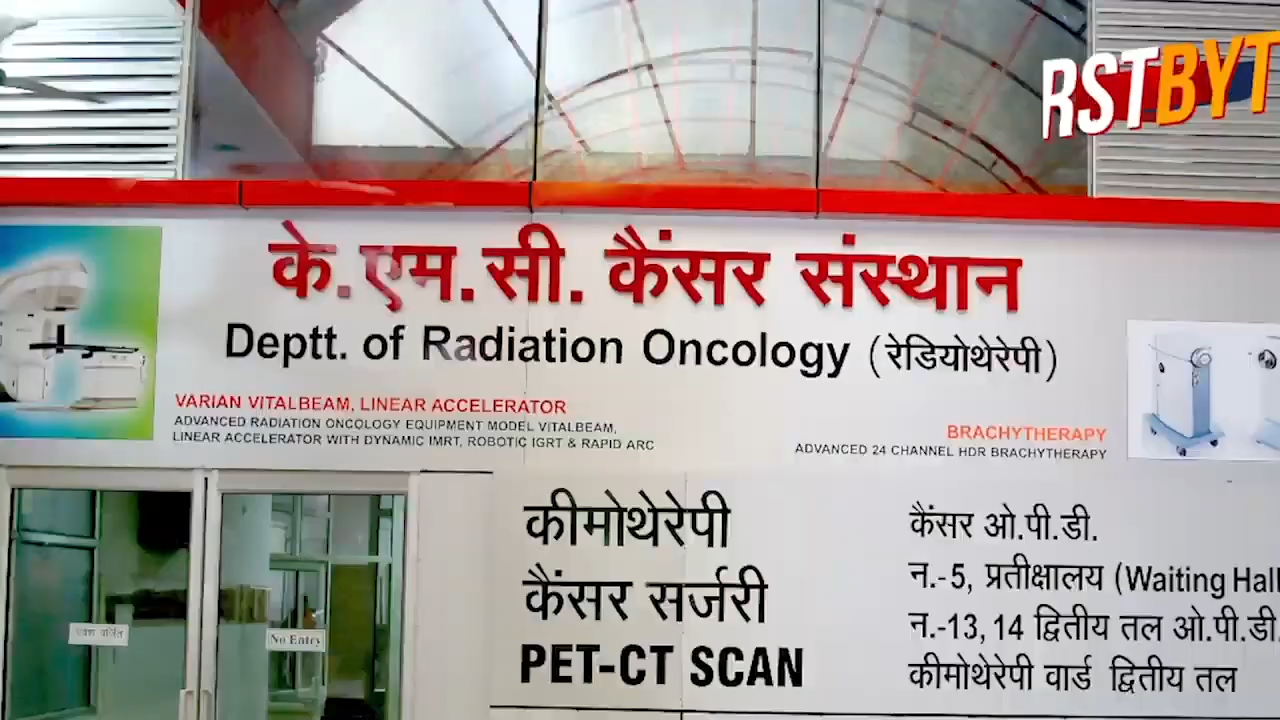 RSTBYT
के.एम.सी. कैंसर संस्थान
Deptt. of Radiation Oncology (रेडियोथेरेपी)
VARIAN VITALBEAM, LINEAR ACCELERATOR
ADVANCED RADIATION ONCOLOGY EQUIPMENT MODEL VITALBEAM,
LINEAR ACCELERATOR WITH DYNAMIC IMRT, ROBOTIC IGRT & RAPID ARC
BRACHYTHERAPY
ADVANCED 24 CHANNEL HDR BRACHYTHERAPY
कीमोथेरेपी
कैंसर सर्जरी
PET-CT SCAN
कैंसर ओ.पी.डी.
न.-5, प्रतीक्षालय (Waiting Hall
न.-13, 14 द्वितीय तल ओ.पी.डी.
कीमोथेरेपी वार्ड द्वितीय तल
प्रवेश वर्जित
No Entry